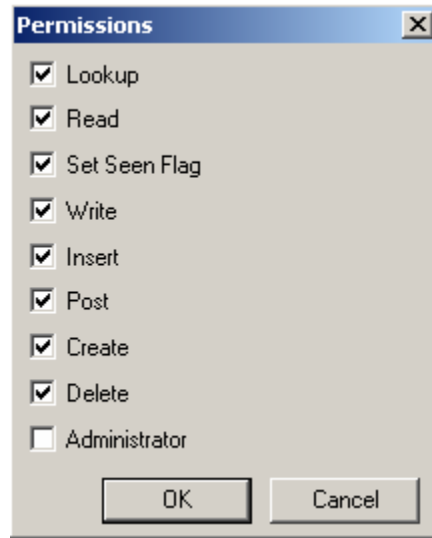 Permissions
Lookup
Read
Set Seen Flag
Write
Insert
Post
Create
Delete
Administrator
OK Cancel